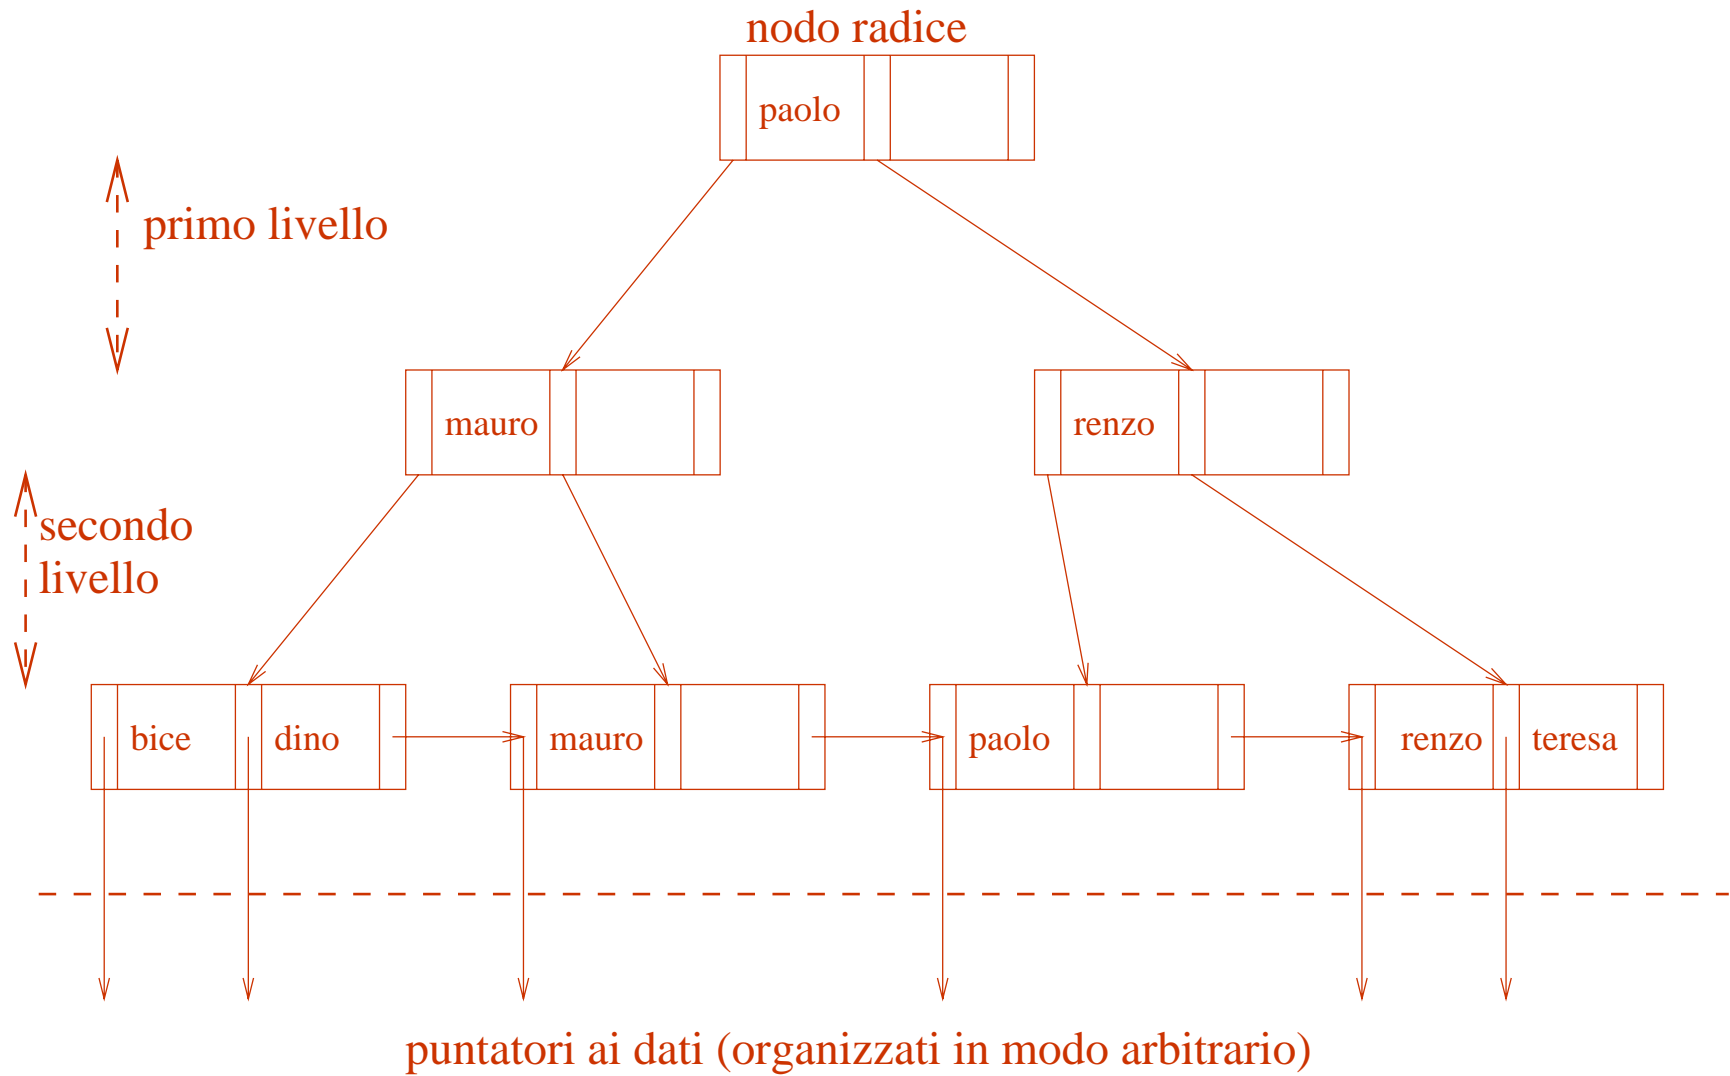 nodo radice
paolo
primo livello
mauro
renzo
secondo
livello
bice dino mauro paolo renzo teresa
puntatori ai dati (organizzati in modo arbitrario)